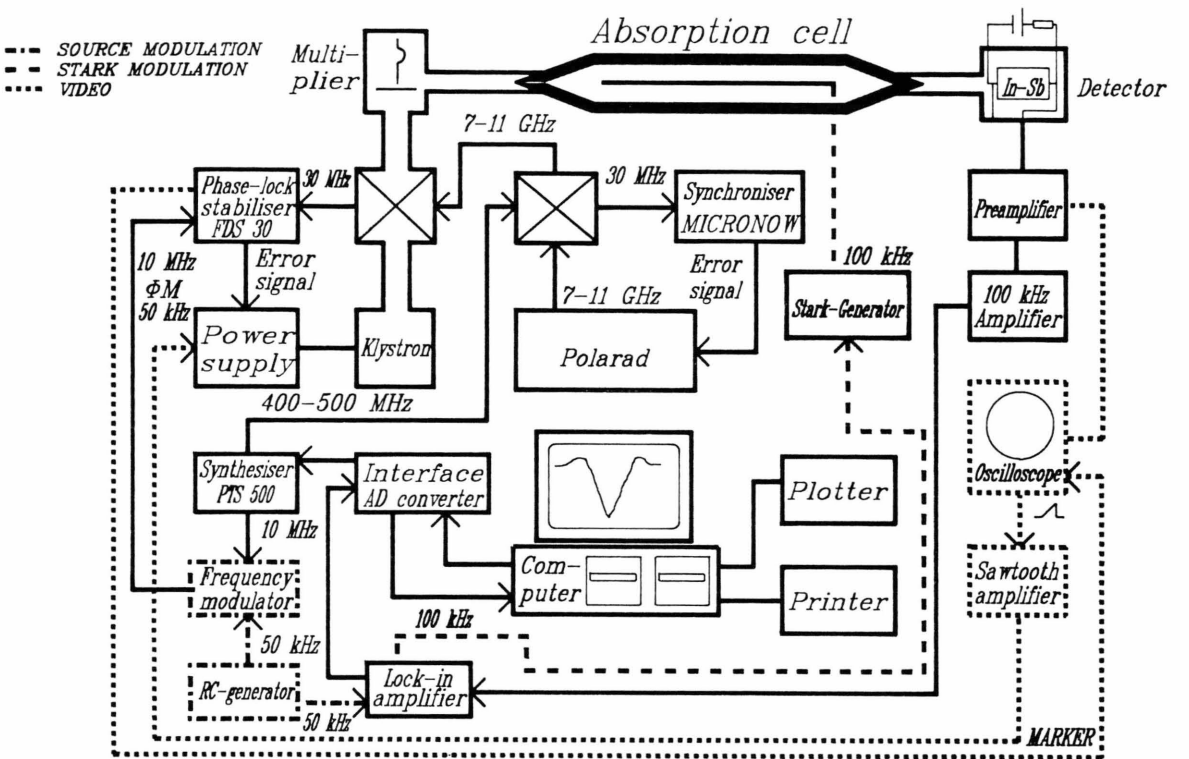 Absorption cell
SOURCE MODULATION
STARK MODULATION
VIDEO
Multi-
plier
In-Sb
Detector
7-11 GHz
30 MHz
30 MHz
Phase-lock
stabiliser
FDS 30
Synchroniser
MICRONOW
Preamplifier
10 MHz
ΦM
50 kHz
Error
signal
Error
signal
100 kHz
7-11 GHz
Stark-Generator
100 kHz
Amplifier
Power
supply
Klystron
Polarad
400-500 MHz
Synthesiser
PTS 500
Interface
AD converter
Plotter
Oscilloscope
10 MHz
Frequency
modulator
Com-
puter
Printer
Sawtooth
amplifier
100 kHz
50 kHz
RC-generator
Lock-in
amplifier
50 kHz
MARKER